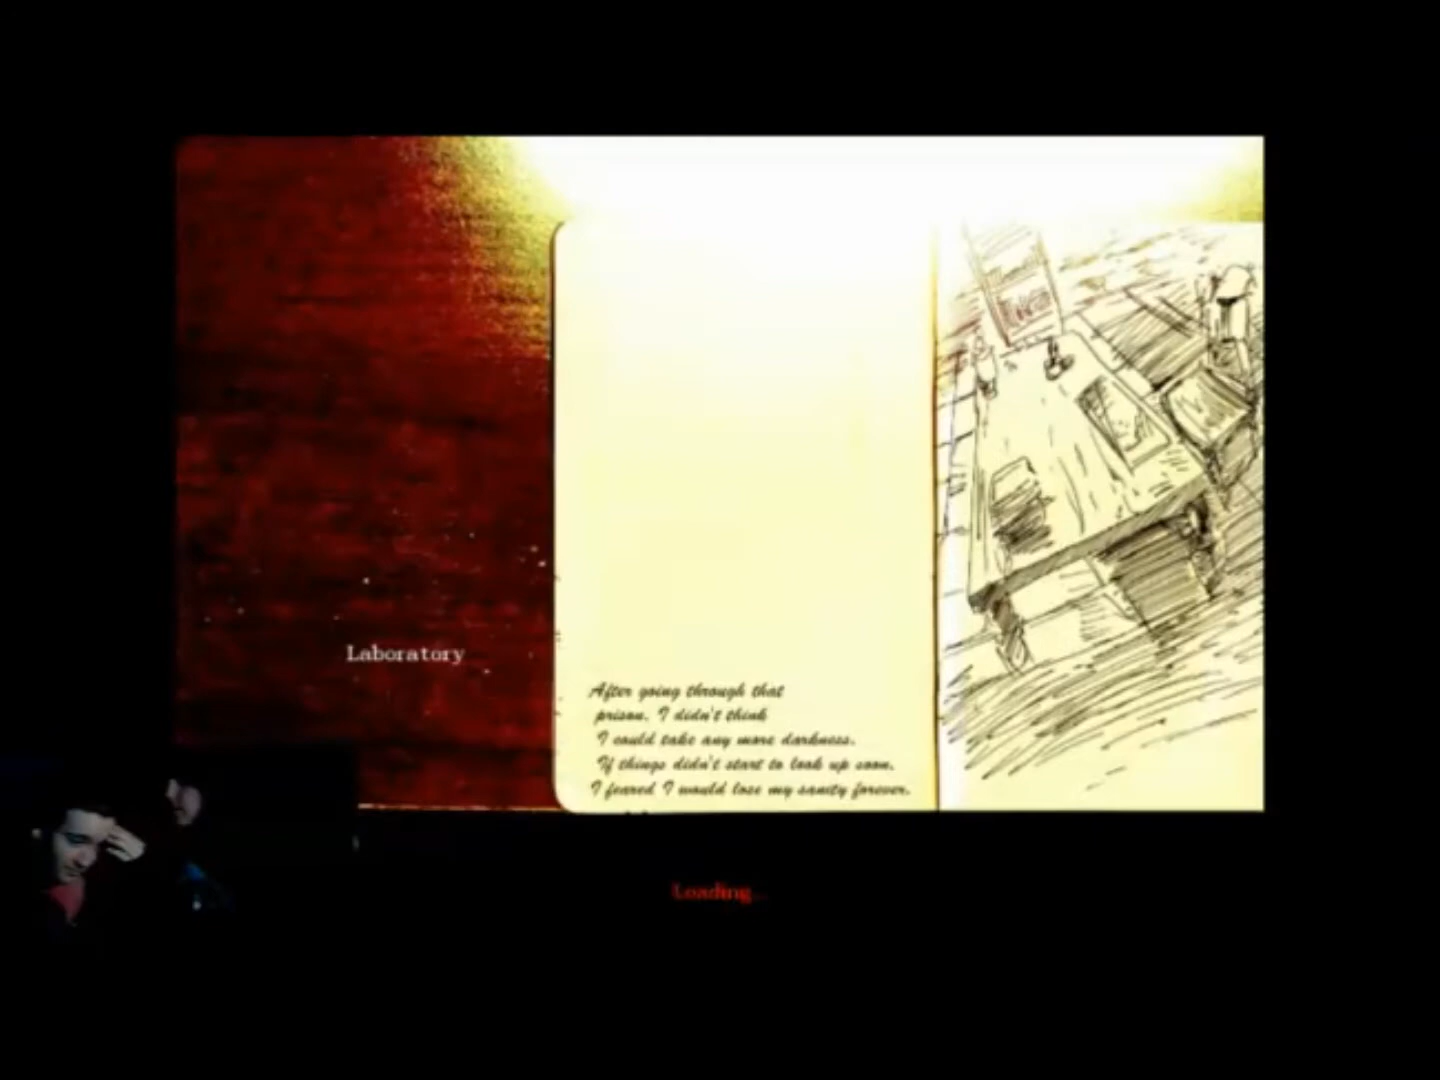 Laboratory
After going through that
prison, I didn't think
I could take any more darkness.
If things didn't start to look up soon,
I feared I would lose my sanity forever.
Loading...